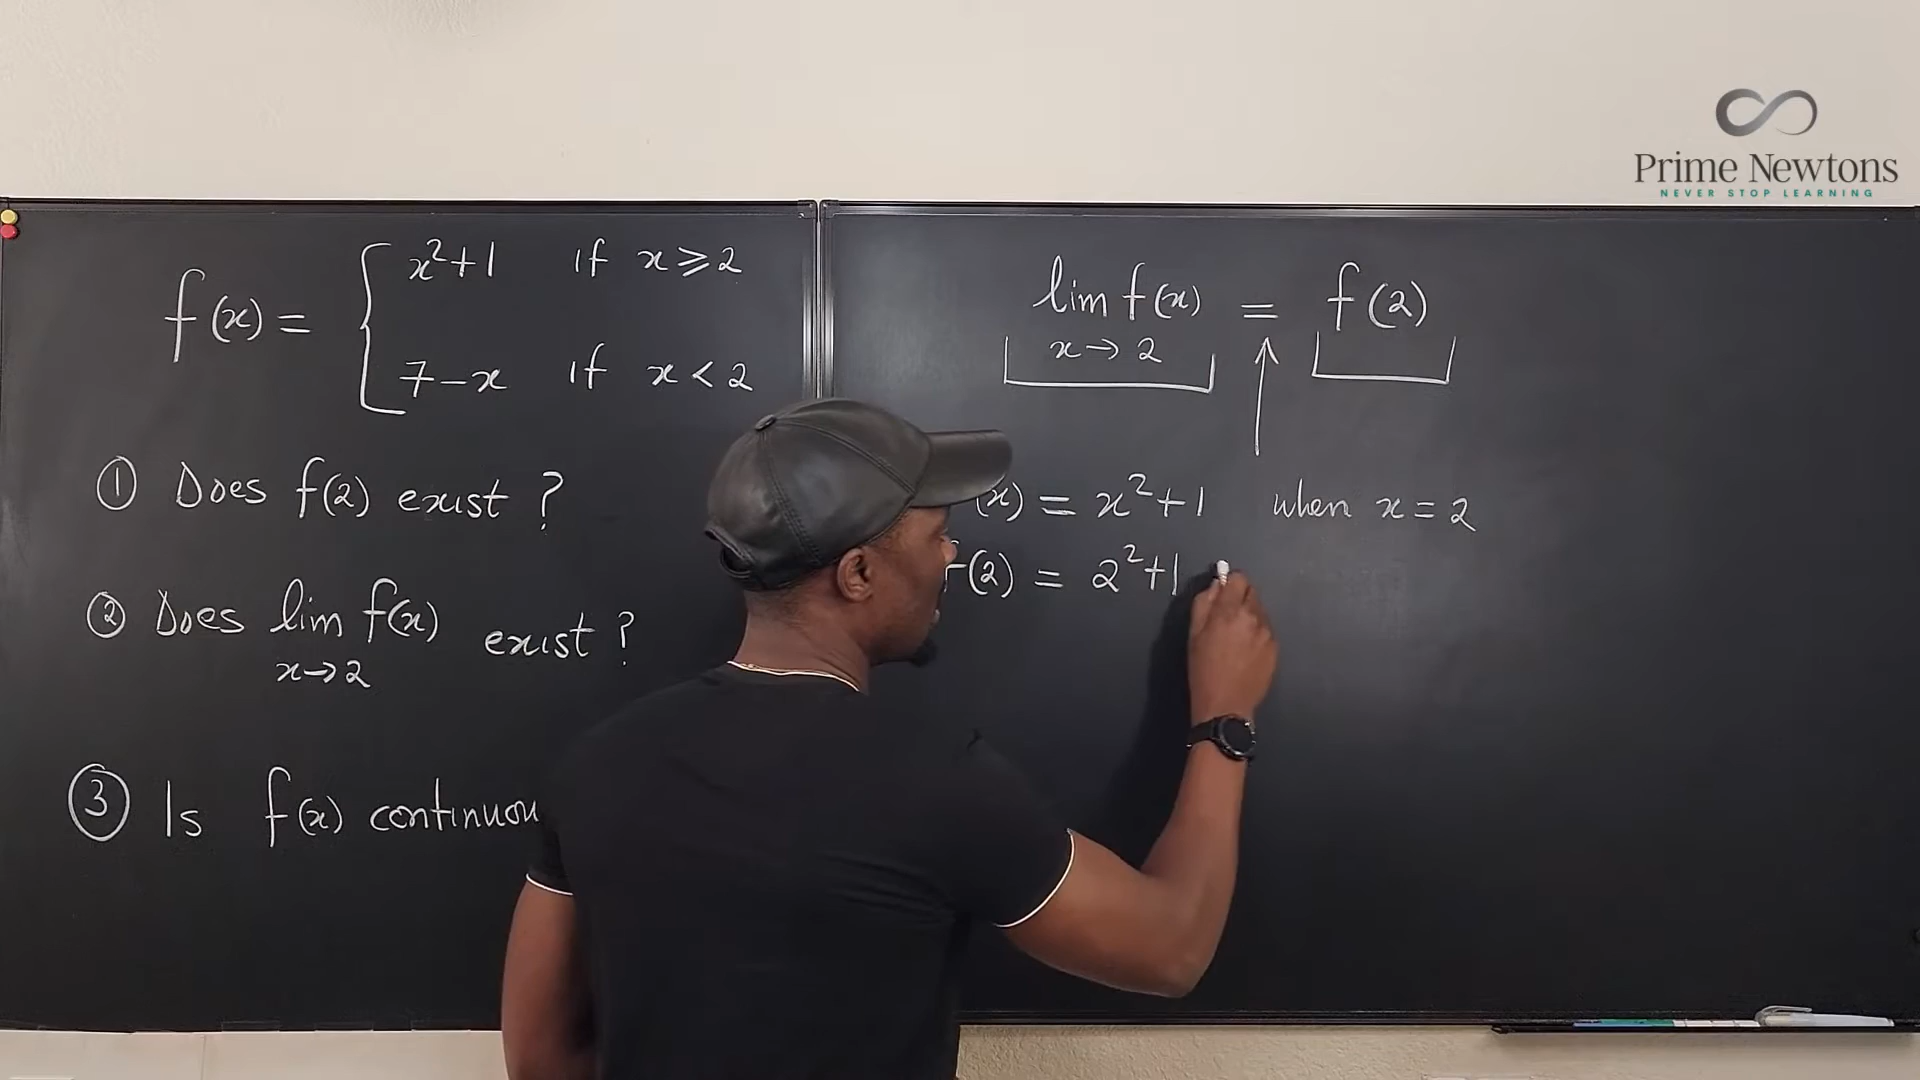 Prime Newtons
NEVER STOP LEARNING
f(x) = { x²+1 if x ⩾ 2
7-x if x < 2
① Does f(2) exist ?
② Does lim f(x) exist ?
x→2
③ Is f(x) continuou
lim f(x) = f(2)
x→2
(x) = x²+1 when x = 2
f(2) = 2²+1